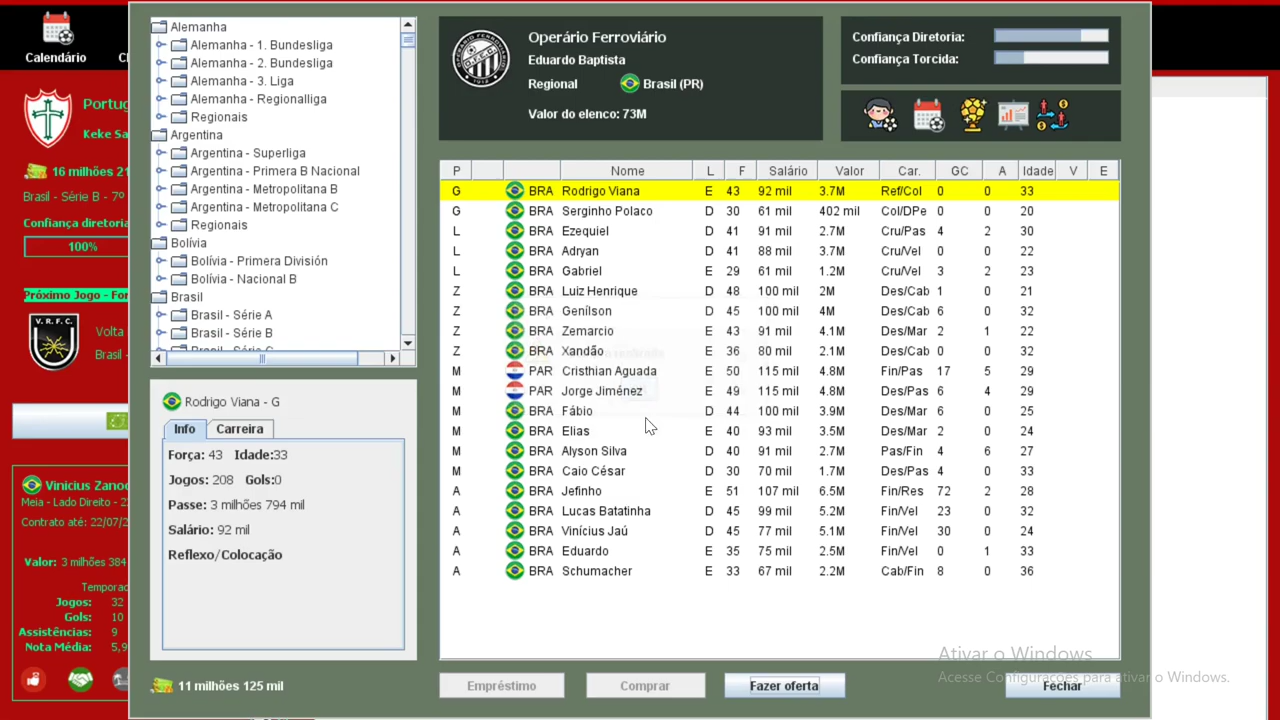 Calendário
Portug
Keke Sa
16 milhões 21
Brasil - Série B - 7º
Confiança diretoria
100%
Próximo Jogo - For
V. R. F. C.
Volta
Brasil -
Vinicius Zanoc
Meia - Lado Direito - 2
Contrato até: 22/07/2
Valor: 3 milhões 384
Temporad
Jogos: 32
Gols: 10
Assistências: 9
Nota Média: 5,9
Alemanha
Alemanha - 1. Bundesliga
Alemanha - 2. Bundesliga
Alemanha - 3. Liga
Alemanha - Regionalliga
Regionais
Argentina
Argentina - Superliga
Argentina - Primera B Nacional
Argentina - Metropolitana B
Argentina - Metropolitana C
Regionais
Bolívia
Bolívia - Primera División
Bolívia - Nacional B
Brasil
Brasil - Série A
Brasil - Série B
Brasil - Série C
Rodrigo Viana - G
Info Carreira
Força: 43 Idade:33
Jogos: 208 Gols:0
Passe: 3 milhões 794 mil
Salário: 92 mil
Reflexo/Colocação
11 milhões 125 mil
Operário Ferroviário
Eduardo Baptista
Regional Brasil (PR)
Valor do elenco: 73M
Confiança Diretoria:
Confiança Torcida:
P Nome L F Salário Valor Car. GC A Idade V E
G BRA Rodrigo Viana E 43 92 mil 3.7M Ref/Col 0 0 33
G BRA Serginho Polaco D 30 61 mil 402 mil Col/DPe 0 0 20
L BRA Ezequiel D 41 91 mil 2.7M Cru/Pas 4 2 30
L BRA Adryan D 41 88 mil 3.4M Cru/Vel 0 0 22
L BRA Gabriel E 29 61 mil 1.2M Cru/Vel 3 2 23
Z BRA Luiz Henrique D 48 100 mil 2M Des/Cab 1 0 21
Z BRA Genílson D 45 100 mil 4M Des/Cab 6 0 32
Z BRA Zemarcio E 43 91 mil 4.1M Des/Mar 2 1 22
Z BRA Xandão E 36 80 mil 2.1M Des/Cab 0 0 32
M PAR Cristhian Aguada E 50 115 mil 4.8M Fin/Pas 17 5 29
M PAR Jorge Jiménez E 49 115 mil 4.8M Des/Pas 6 4 29
M BRA Fábio D 44 100 mil 3.9M Des/Mar 6 0 25
M BRA Elias E 40 93 mil 3.5M Des/Mar 2 0 24
M BRA Alyson Silva D 40 91 mil 2.7M Pas/Fin 4 6 27
M BRA Caio César D 30 70 mil 1.7M Des/Pas 4 0 33
A BRA Jefinho E 51 107 mil 6.5M Fin/Res 72 2 28
A BRA Lucas Batatinha D 45 99 mil 5.2M Fin/Vel 23 0 32
A BRA Vinícius Jaú D 45 77 mil 5.1M Fin/Vel 30 0 24
A BRA Eduardo E 35 75 mil 2.5M Fin/Vel 0 1 33
A BRA Schumacher E 33 67 mil 2.2M Cab/Fin 8 0 36
Empréstimo Comprar Fazer oferta Fechar
Ativar o Windows
Acesse Configurações para ativar o Windows.